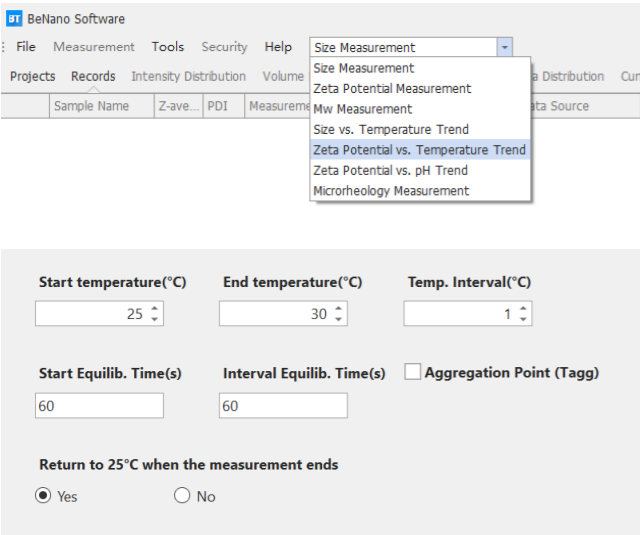 BT BeNano Software
File Measurement Tools Security Help Size Measurement
Size Measurement
Projects Records Intensity Distribution Volume a Distribution Cur
Zeta Potential Measurement
Sample Name Z-ave... PDI Measureme ata Source
Mw Measurement
Size vs. Temperature Trend
Zeta Potential vs. Temperature Trend
Zeta Potential vs. pH Trend
Microrheology Measurement
Start temperature(°C) End temperature(°C) Temp. Interval(°C)
25 30 1
Start Equilib. Time(s) Interval Equilib. Time(s) Aggregation Point (Tagg)
60 60
Return to 25°C when the measurement ends
Yes No